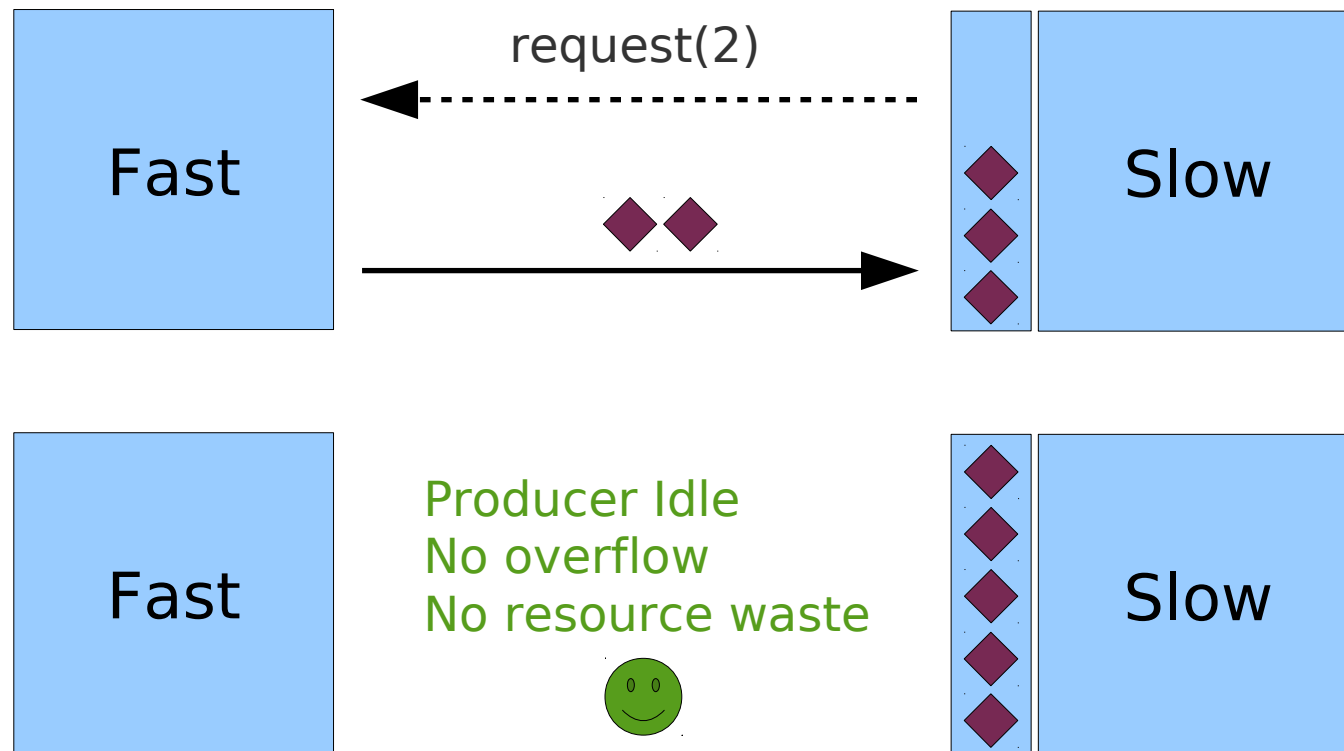 request(2)
Fast
Slow
Fast
Producer Idle
No overflow
No resource waste
Slow